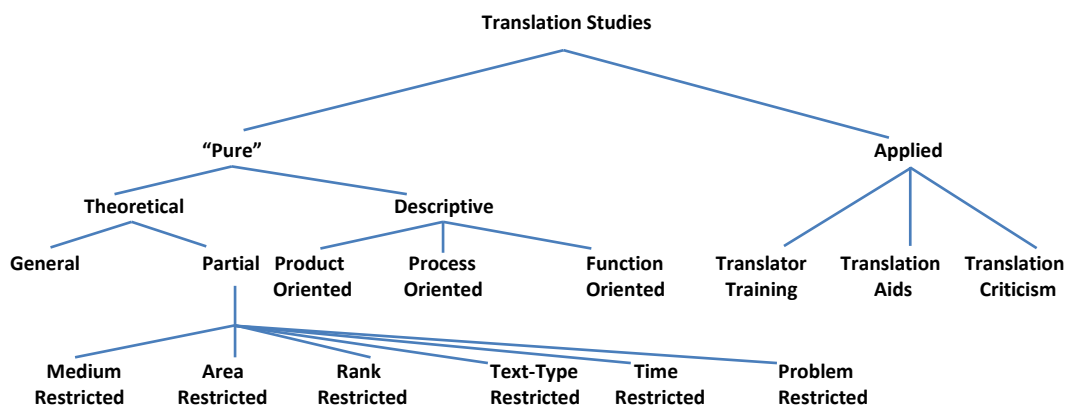 Translation Studies
“Pure”
Applied
Theoretical
Descriptive
General
Partial
Product
Oriented
Process
Oriented
Function
Oriented
Translator
Training
Translation
Aids
Translation
Criticism
Medium
Restricted
Area
Restricted
Rank
Restricted
Text-Type
Restricted
Time
Restricted
Problem
Restricted